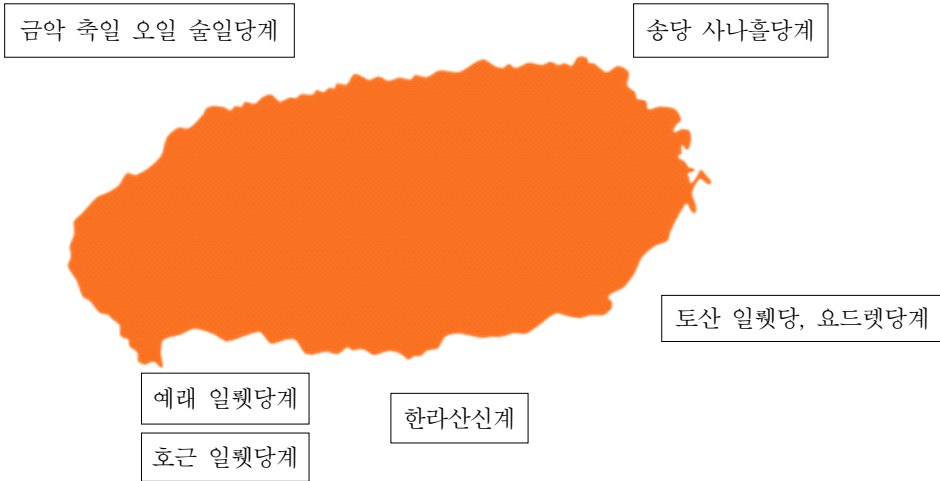 금악 축일 오일 술일당계
송당 사나흘당계
토산 일뤳당, 요드렛당계
예래 일뤳당계
한라산신계
호근 일뤳당계